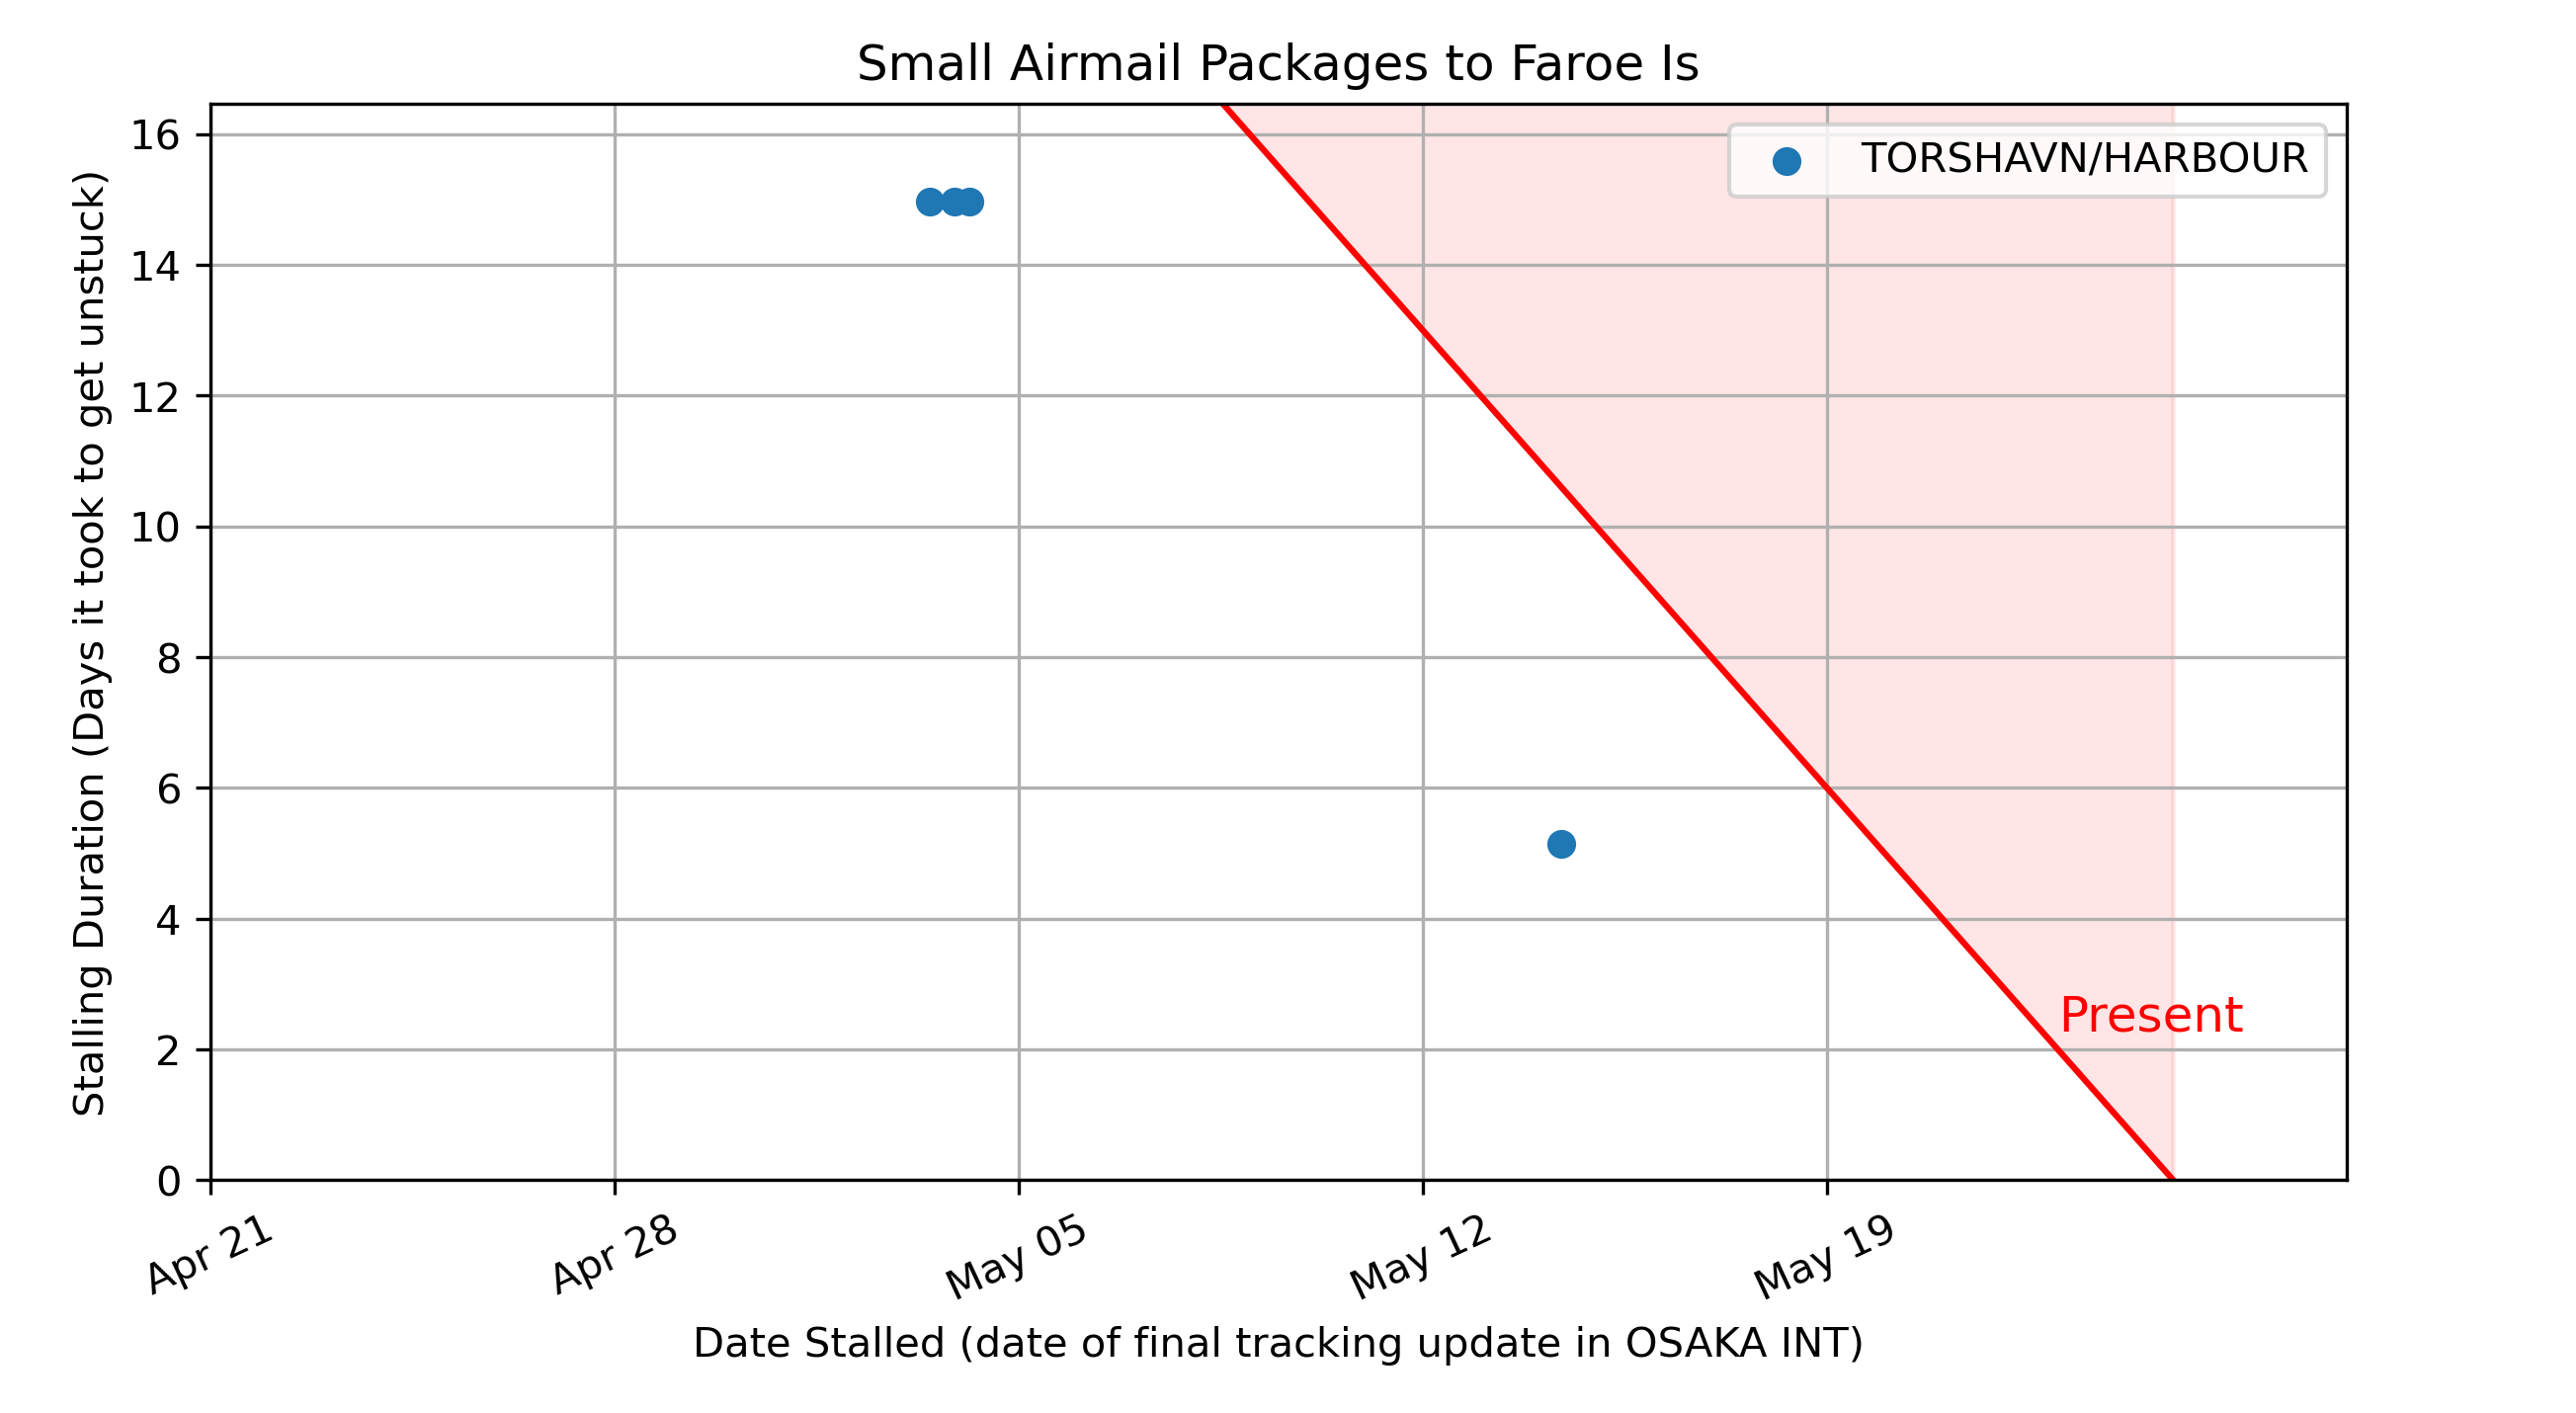 Small Airmail Packages to Faroe Is
Stalling Duration (Days it took to get unstuck)
16
14
12
10
8
6
4
2
0
TORSHAVN/HARBOUR
Present
Apr 21
Apr 28
May 05
May 12
May 19
Date Stalled (date of final tracking update in OSAKA INT)